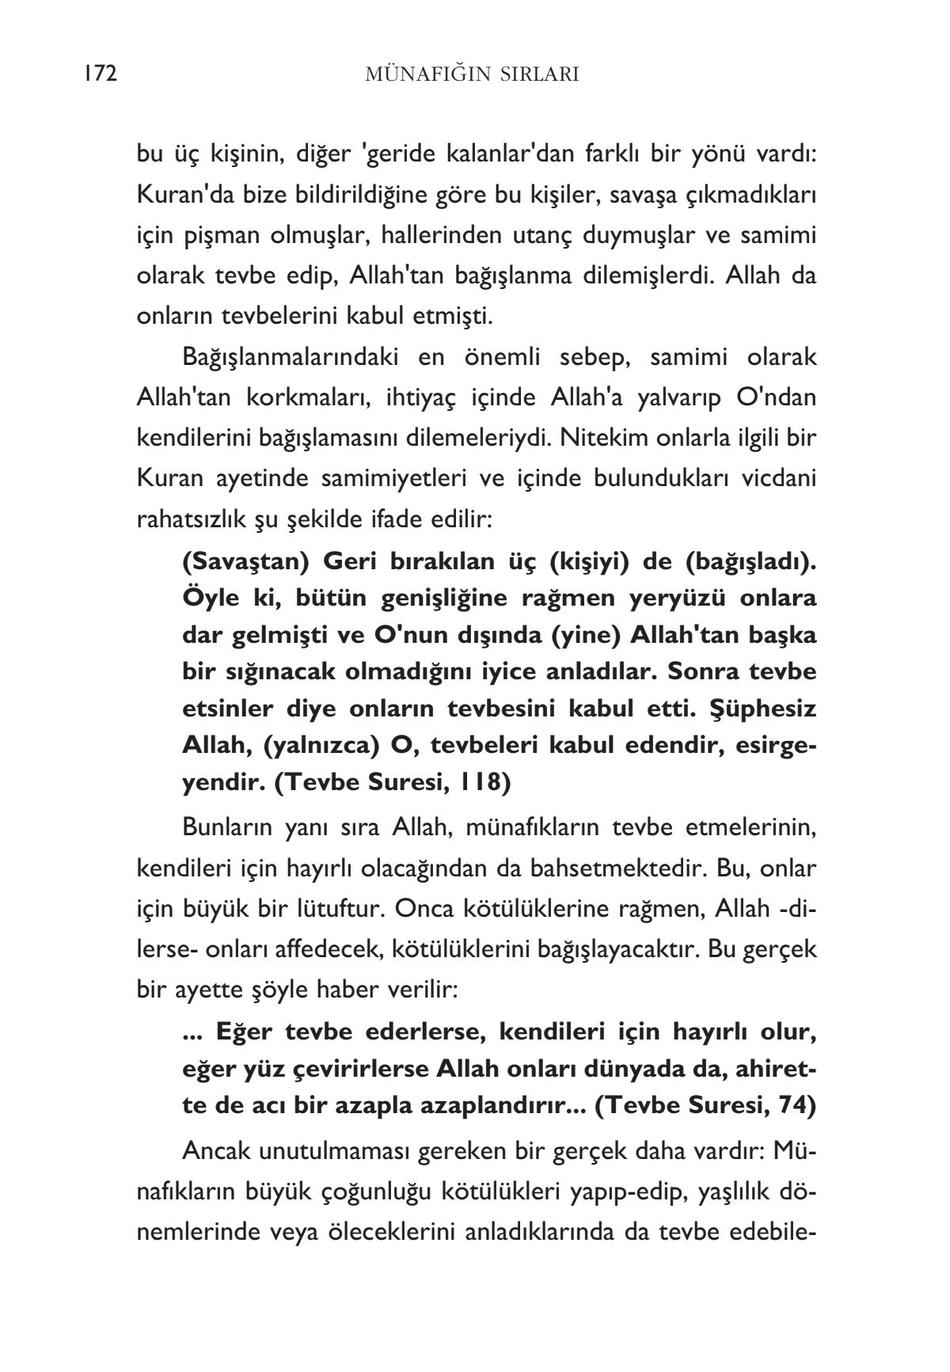 172
MÜNAFIĞIN SIRLARI
bu üç kişinin, diğer 'geride kalanlar'dan farklı bir yönü vardı:
Kuran'da bize bildirildiğine göre bu kişiler, savaşa çıkmadıkları
için pişman olmuşlar, hallerinden utanç duymuşlar ve samimi
olarak tevbe edip, Allah'tan bağışlanma dilemişlerdi. Allah da
onların tevbelerini kabul etmişti.
Bağışlanmalarındaki en önemli sebep, samimi olarak
Allah'tan korkmaları, ihtiyaç içinde Allah'a yalvarıp O'ndan
kendilerini bağışlamasını dilemeleriydi. Nitekim onlarla ilgili bir
Kuran ayetinde samimiyetleri ve içinde bulundukları vicdani
rahatsızlık şu şekilde ifade edilir:
(Savaştan) Geri bırakılan üç (kişiyi) de (bağışladı).
Öyle ki, bütün genişliğine rağmen yeryüzü onlara
dar gelmişti ve O'nun dışında (yine) Allah'tan başka
bir sığınacak olmadığını iyice anladılar. Sonra tevbe
etsinler diye onların tevbesini kabul etti. Şüphesiz
Allah, (yalnızca) O, tevbeleri kabul edendir, esirge-
yendir. (Tevbe Suresi, 118)
Bunların yanı sıra Allah, münafıkların tevbe etmelerinin,
kendileri için hayırlı olacağından da bahsetmektedir. Bu, onlar
için büyük bir lütuftur. Onca kötülüklerine rağmen, Allah -di-
lerse- onları affedecek, kötülüklerini bağışlayacaktır. Bu gerçek
bir ayette şöyle haber verilir:
... Eğer tevbe ederlerse, kendileri için hayırlı olur,
eğer yüz çevirirlerse Allah onları dünyada da, ahiret-
te de acı bir azapla azaplandırır... (Tevbe Suresi, 74)
Ancak unutulmaması gereken bir gerçek daha vardır: Mü-
nafıkların büyük çoğunluğu kötülükleri yapıp-edip, yaşlılık dö-
nemlerinde veya öleceklerini anladıklarında da tevbe edebile-